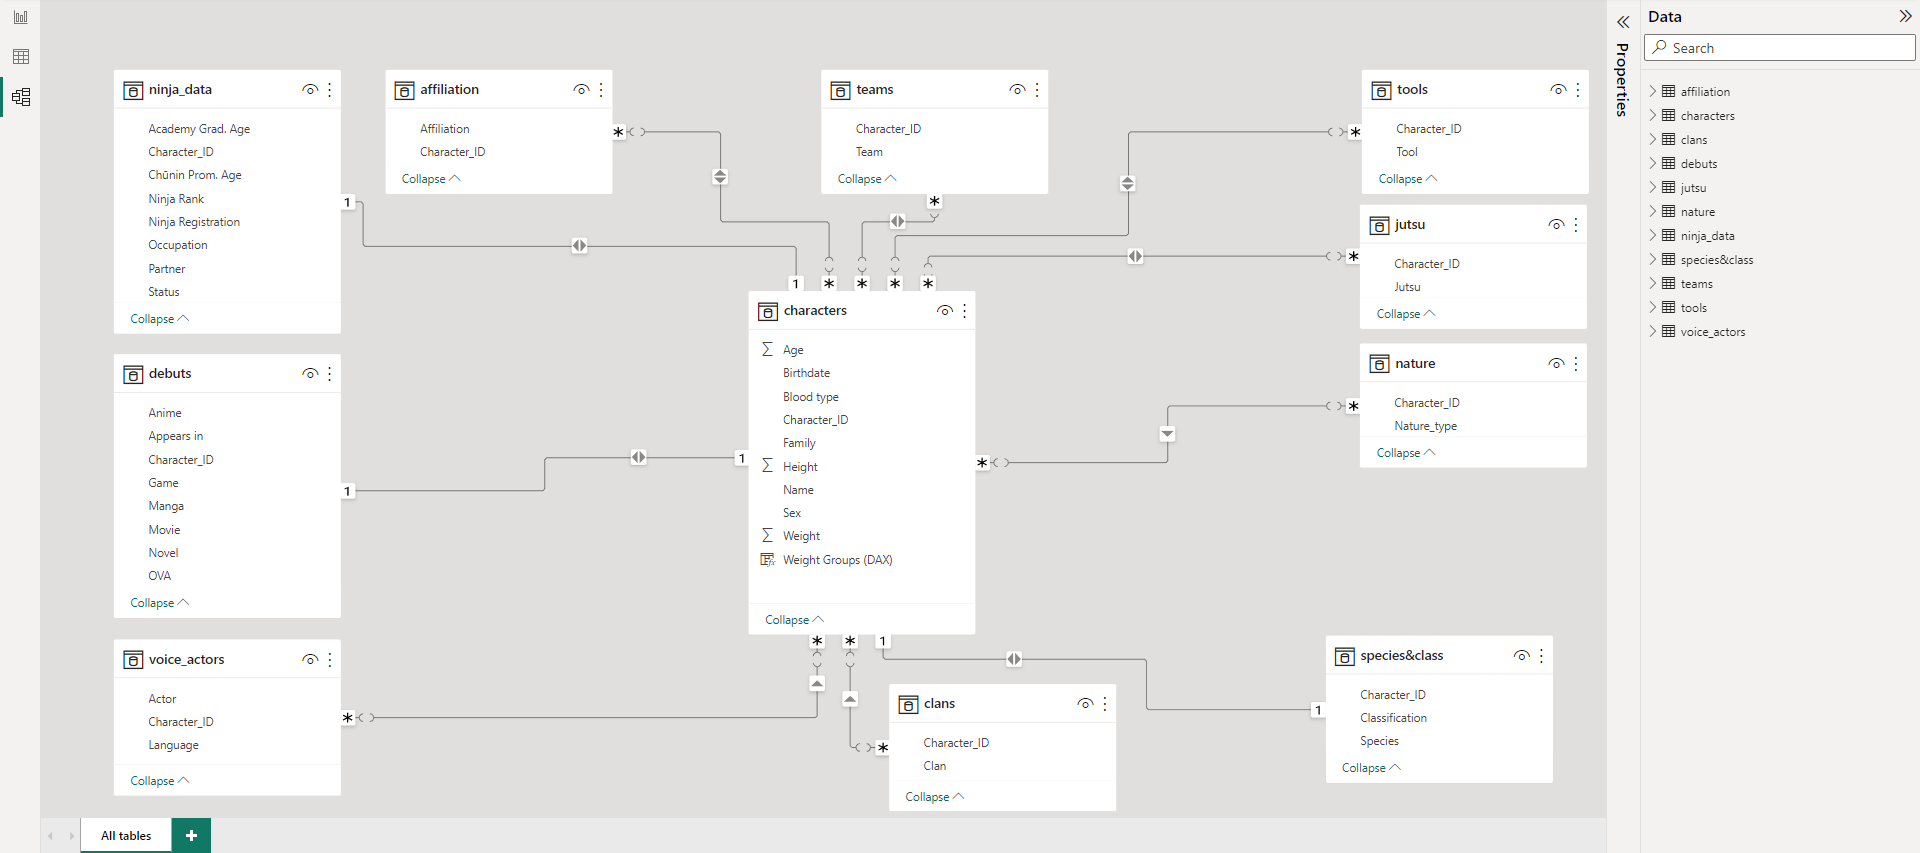 ninja_data
Academy Grad. Age
Character_ID
Chūnin Prom. Age
Ninja Rank
Ninja Registration
Occupation
Partner
Status
Collapse
affiliation
Affiliation
Character_ID
Collapse
teams
Character_ID
Team
Collapse
tools
Character_ID
Tool
Collapse
jutsu
Character_ID
Jutsu
Collapse
nature
Character_ID
Nature_type
Collapse
debuts
Anime
Appears in
Character_ID
Game
Manga
Movie
Novel
OVA
Collapse
characters
Age
Birthdate
Blood type
Character_ID
Family
Height
Name
Sex
Weight
Weight Groups (DAX)
Collapse
voice_actors
Actor
Character_ID
Language
Collapse
clans
Character_ID
Clan
Collapse
species&class
Character_ID
Classification
Species
Collapse
1
1
1
1
1
1
*
*
*
*
*
*
*
*
*
*
*
*
*
*
All tables
+
Properties
Data
Search
affiliation
characters
clans
debuts
jutsu
nature
ninja_data
species&class
teams
tools
voice_actors